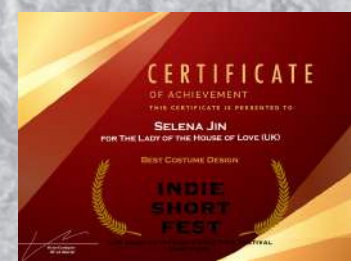 CERTIFICATE
OF ACHIEVEMENT
THIS CERTIFICATE IS PRESENTED TO
SELENA JIN
FOR THE LADY OF THE HOUSE OF LOVE (UK)
BEST COSTUME DESIGN
INDIE
SHORT
FEST